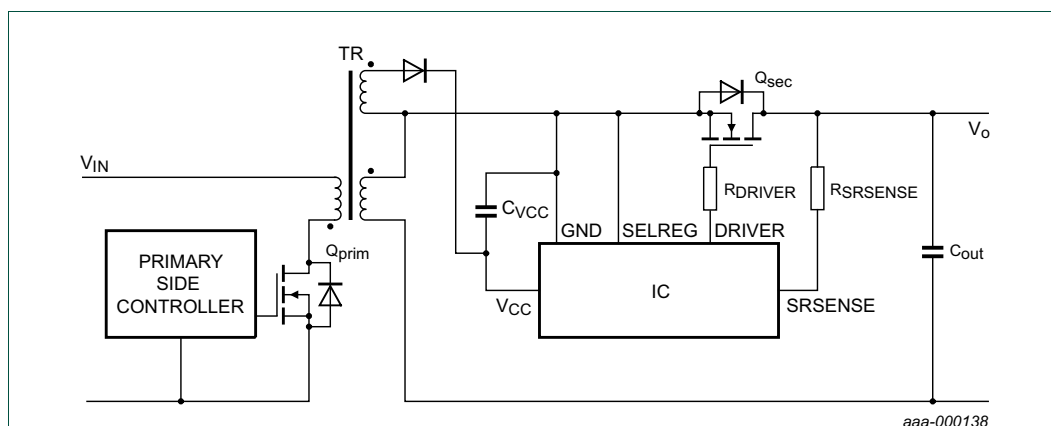 TR
Qsec
Vo
VIN
RDRIVER
RSRSENSE
CVCC
GND
SELREG
DRIVER
Qprim
Cout
PRIMARY
SIDE
CONTROLLER
IC
VCC
SRSENSE
aaa-000138